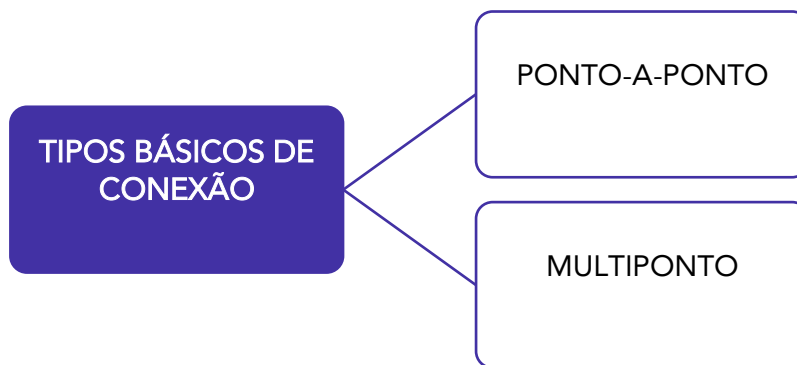 TIPOS BÁSICOS DE
CONEXÃO
PONTO-A-PONTO
MULTIPONTO